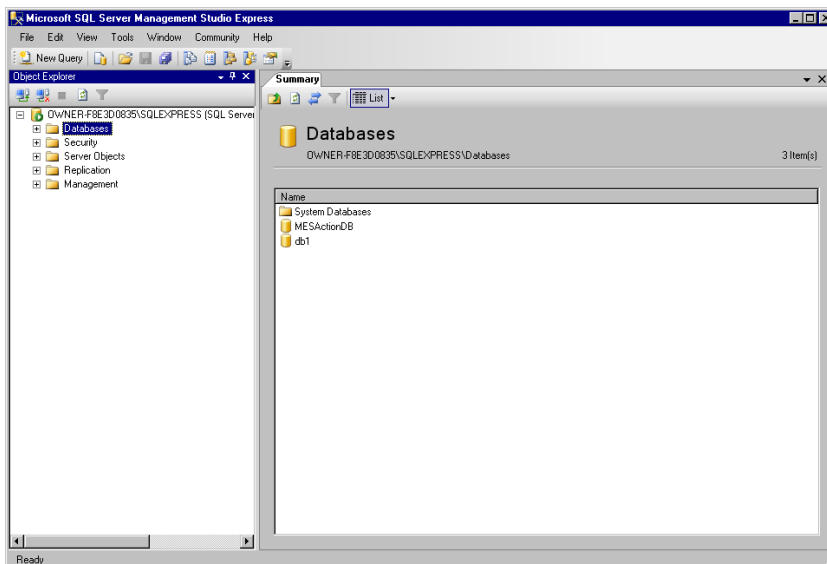 Microsoft SQL Server Management Studio Express
File Edit View Tools Window Community Help
New Query
Object Explorer
Summary
List
OWNER-F8E3D0835\SQLEXPRESS (SQL Server
Databases
Security
Server Objects
Replication
Management
Databases
OWNER-F8E3D0835\SQLEXPRESS\Databases
3 Item(s)
Name
System Databases
MESActionDB
db1
Ready